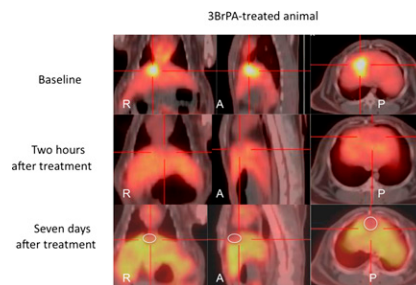 3BrPA-treated animal
Baseline
R
A
P
Two hours
after treatment
R
A
P
Seven days
after treatment
R
A
P